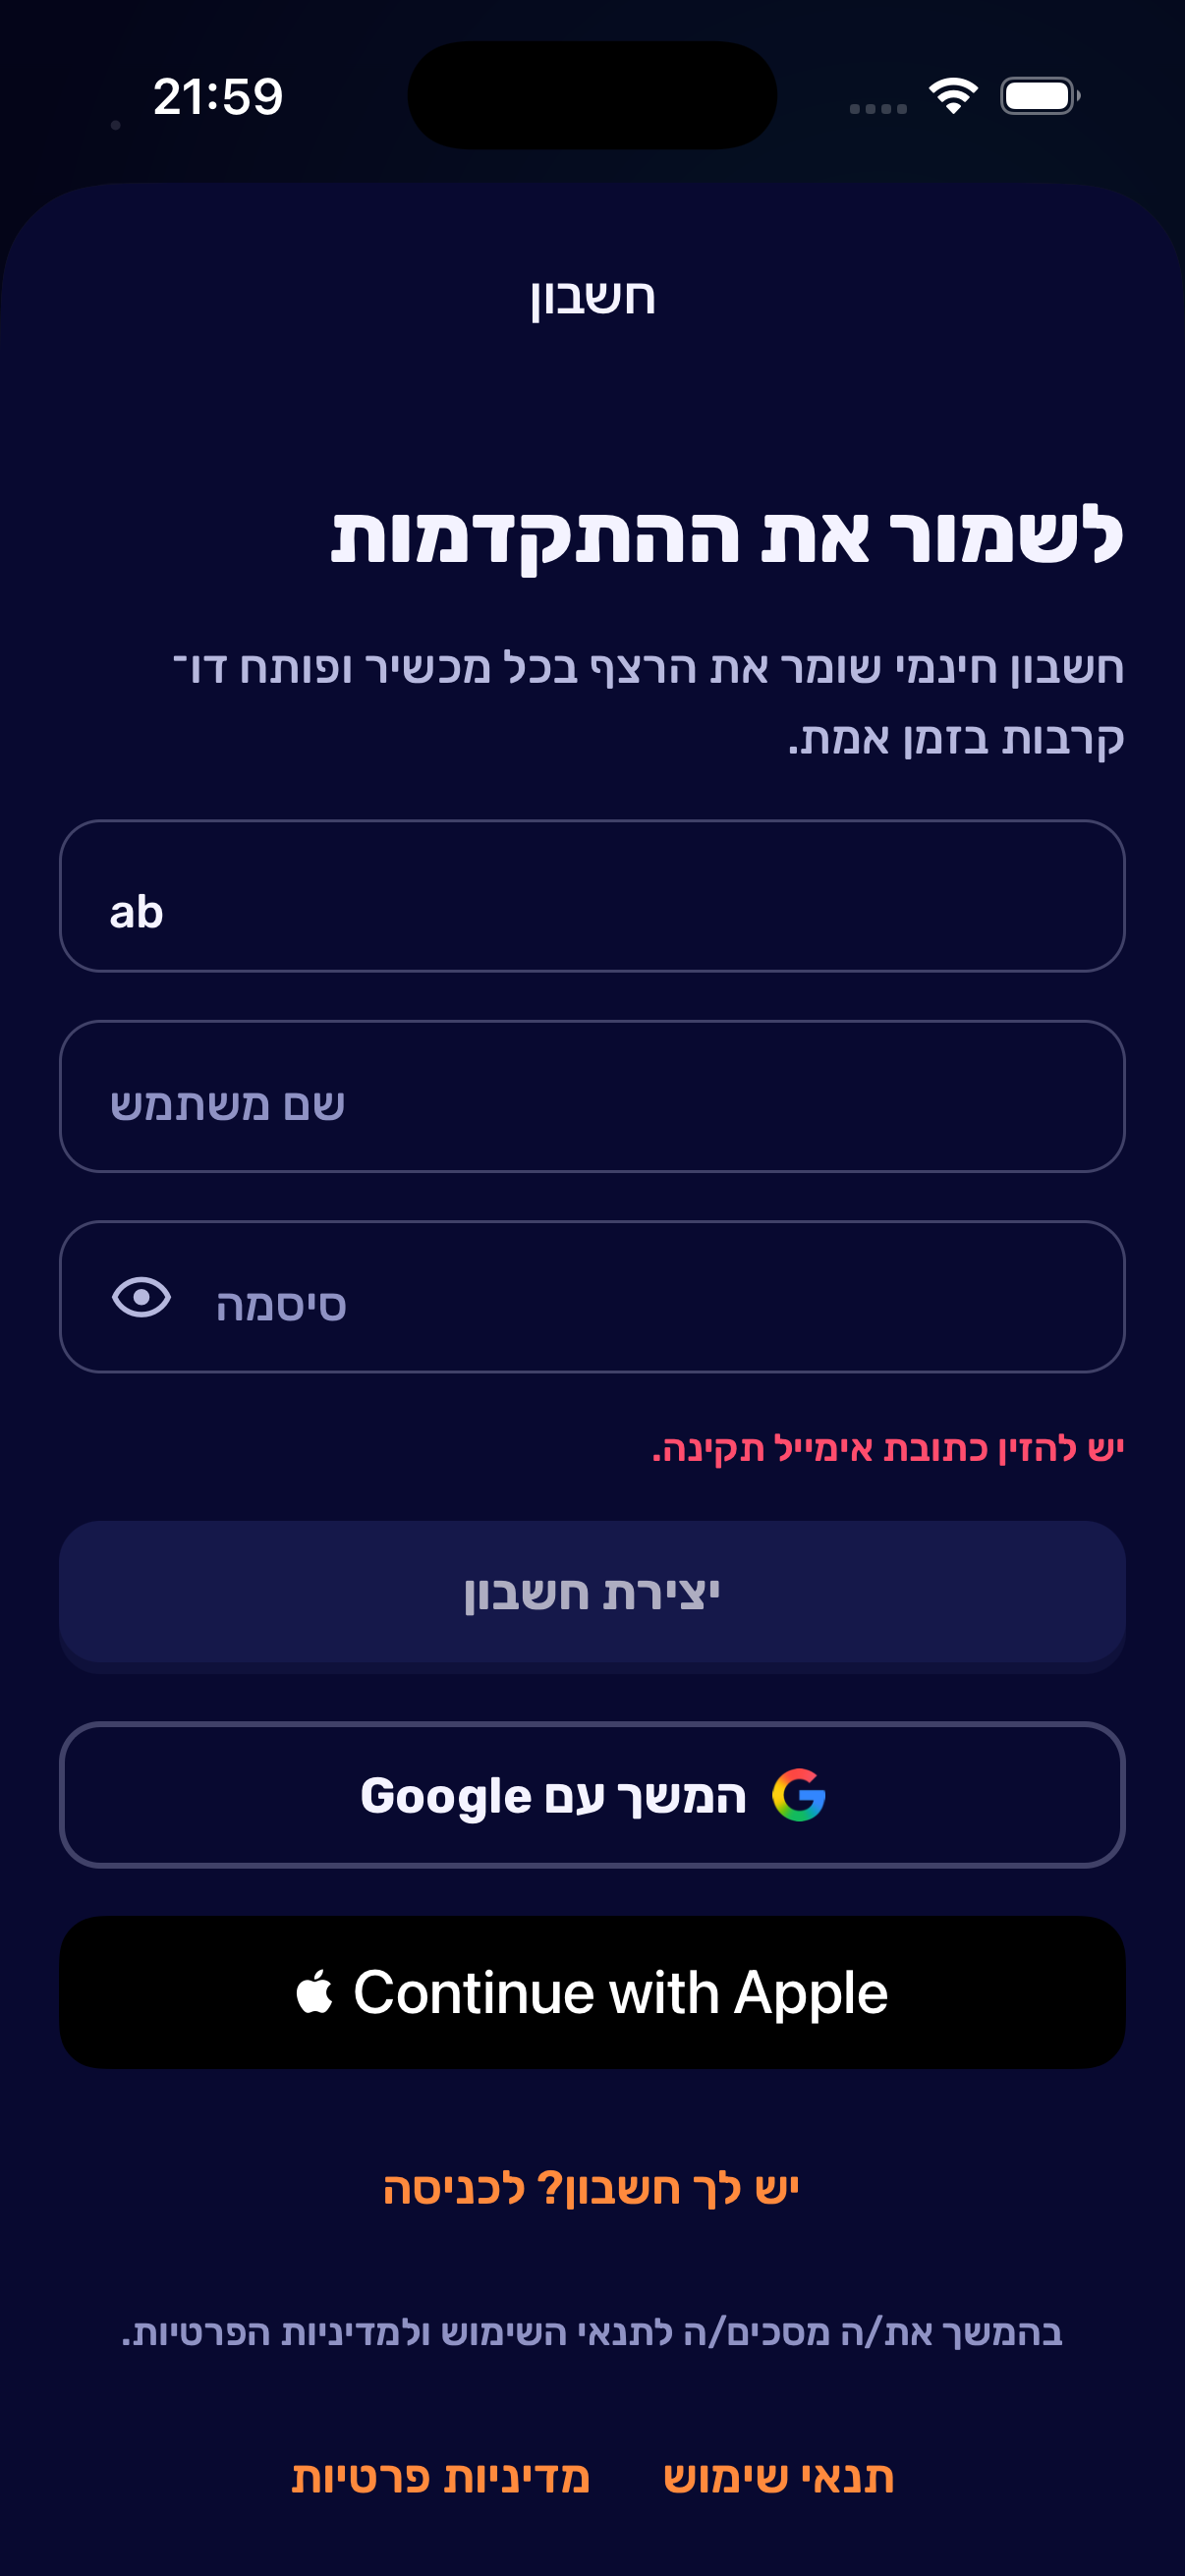 21:59
חשבון
לשמור את ההתקדמות
חשבון חינמי שומר את הרצף בכל מכשיר ופותח דו־
קרבות בזמן אמת.
ab
שם משתמש
סיסמה
יש להזין כתובת אימייל תקינה.
יצירת חשבון
המשך עם Google
Continue with Apple
יש לך חשבון? לכניסה
בהמשך את/ה מסכים/ה לתנאי השימוש ולמדיניות הפרטיות.
תנאי שימוש מדיניות פרטיות